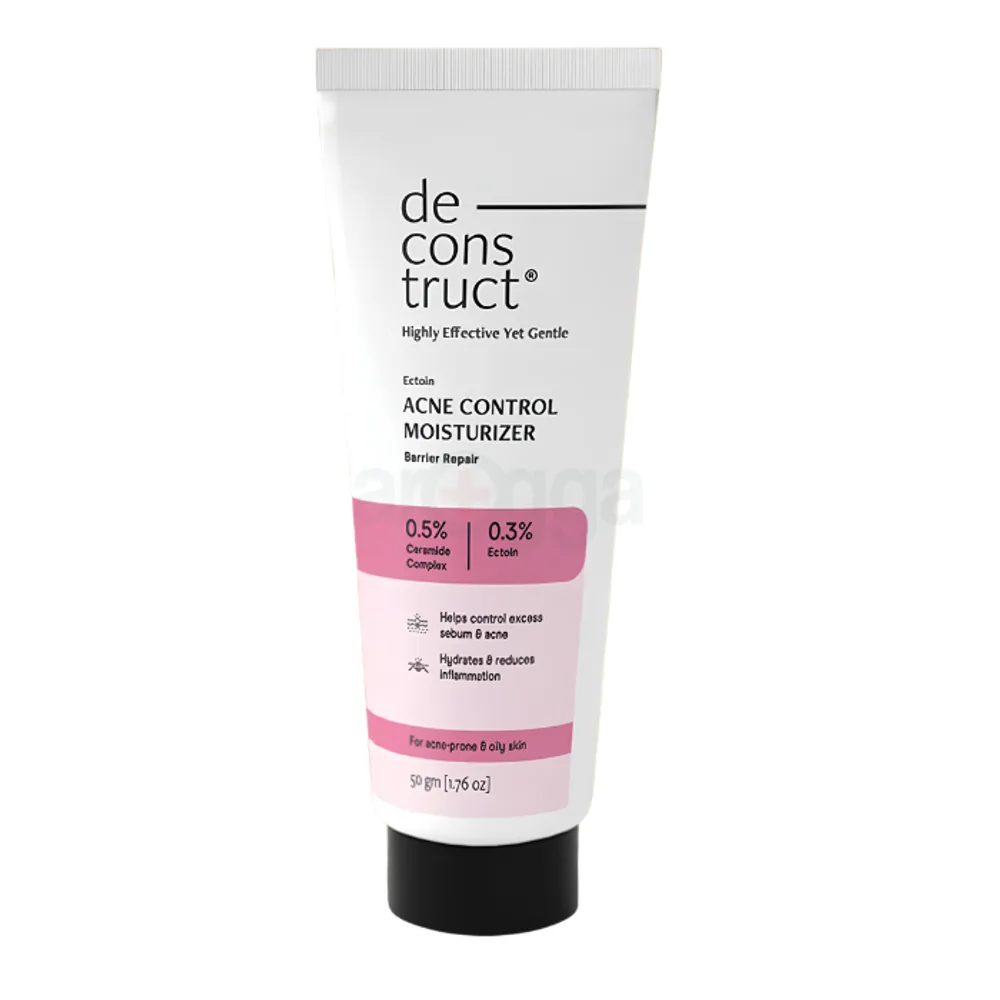 de
cons
truct®
Highly Effective Yet Gentle
Ectoin
ACNE CONTROL
MOISTURIZER
Barrier Repair
arogga
0.5%
Ceramide
Complex
0.3%
Ectoin
Helps control excess
sebum & acne
Hydrates & reduces
inflammation
For acne-prone & oily skin
50 gm [1.76 oz]